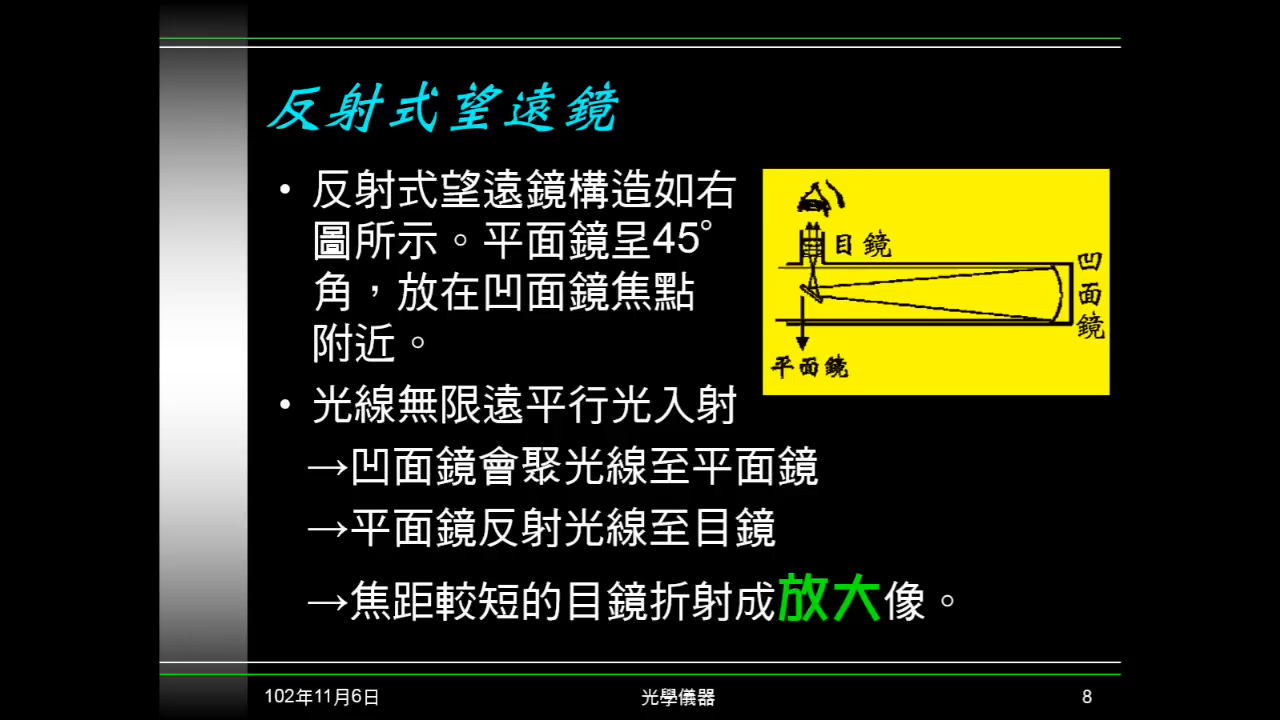 反射式望遠鏡
• 反射式望遠鏡構造如右
圖所示。平面鏡呈45°
角，放在凹面鏡焦點
附近。
目鏡
凹面鏡
平面鏡
• 光線無限遠平行光入射
→凹面鏡會聚光線至平面鏡
→平面鏡反射光線至目鏡
→焦距較短的目鏡折射成放大像。
102年11月6日
光學儀器
8